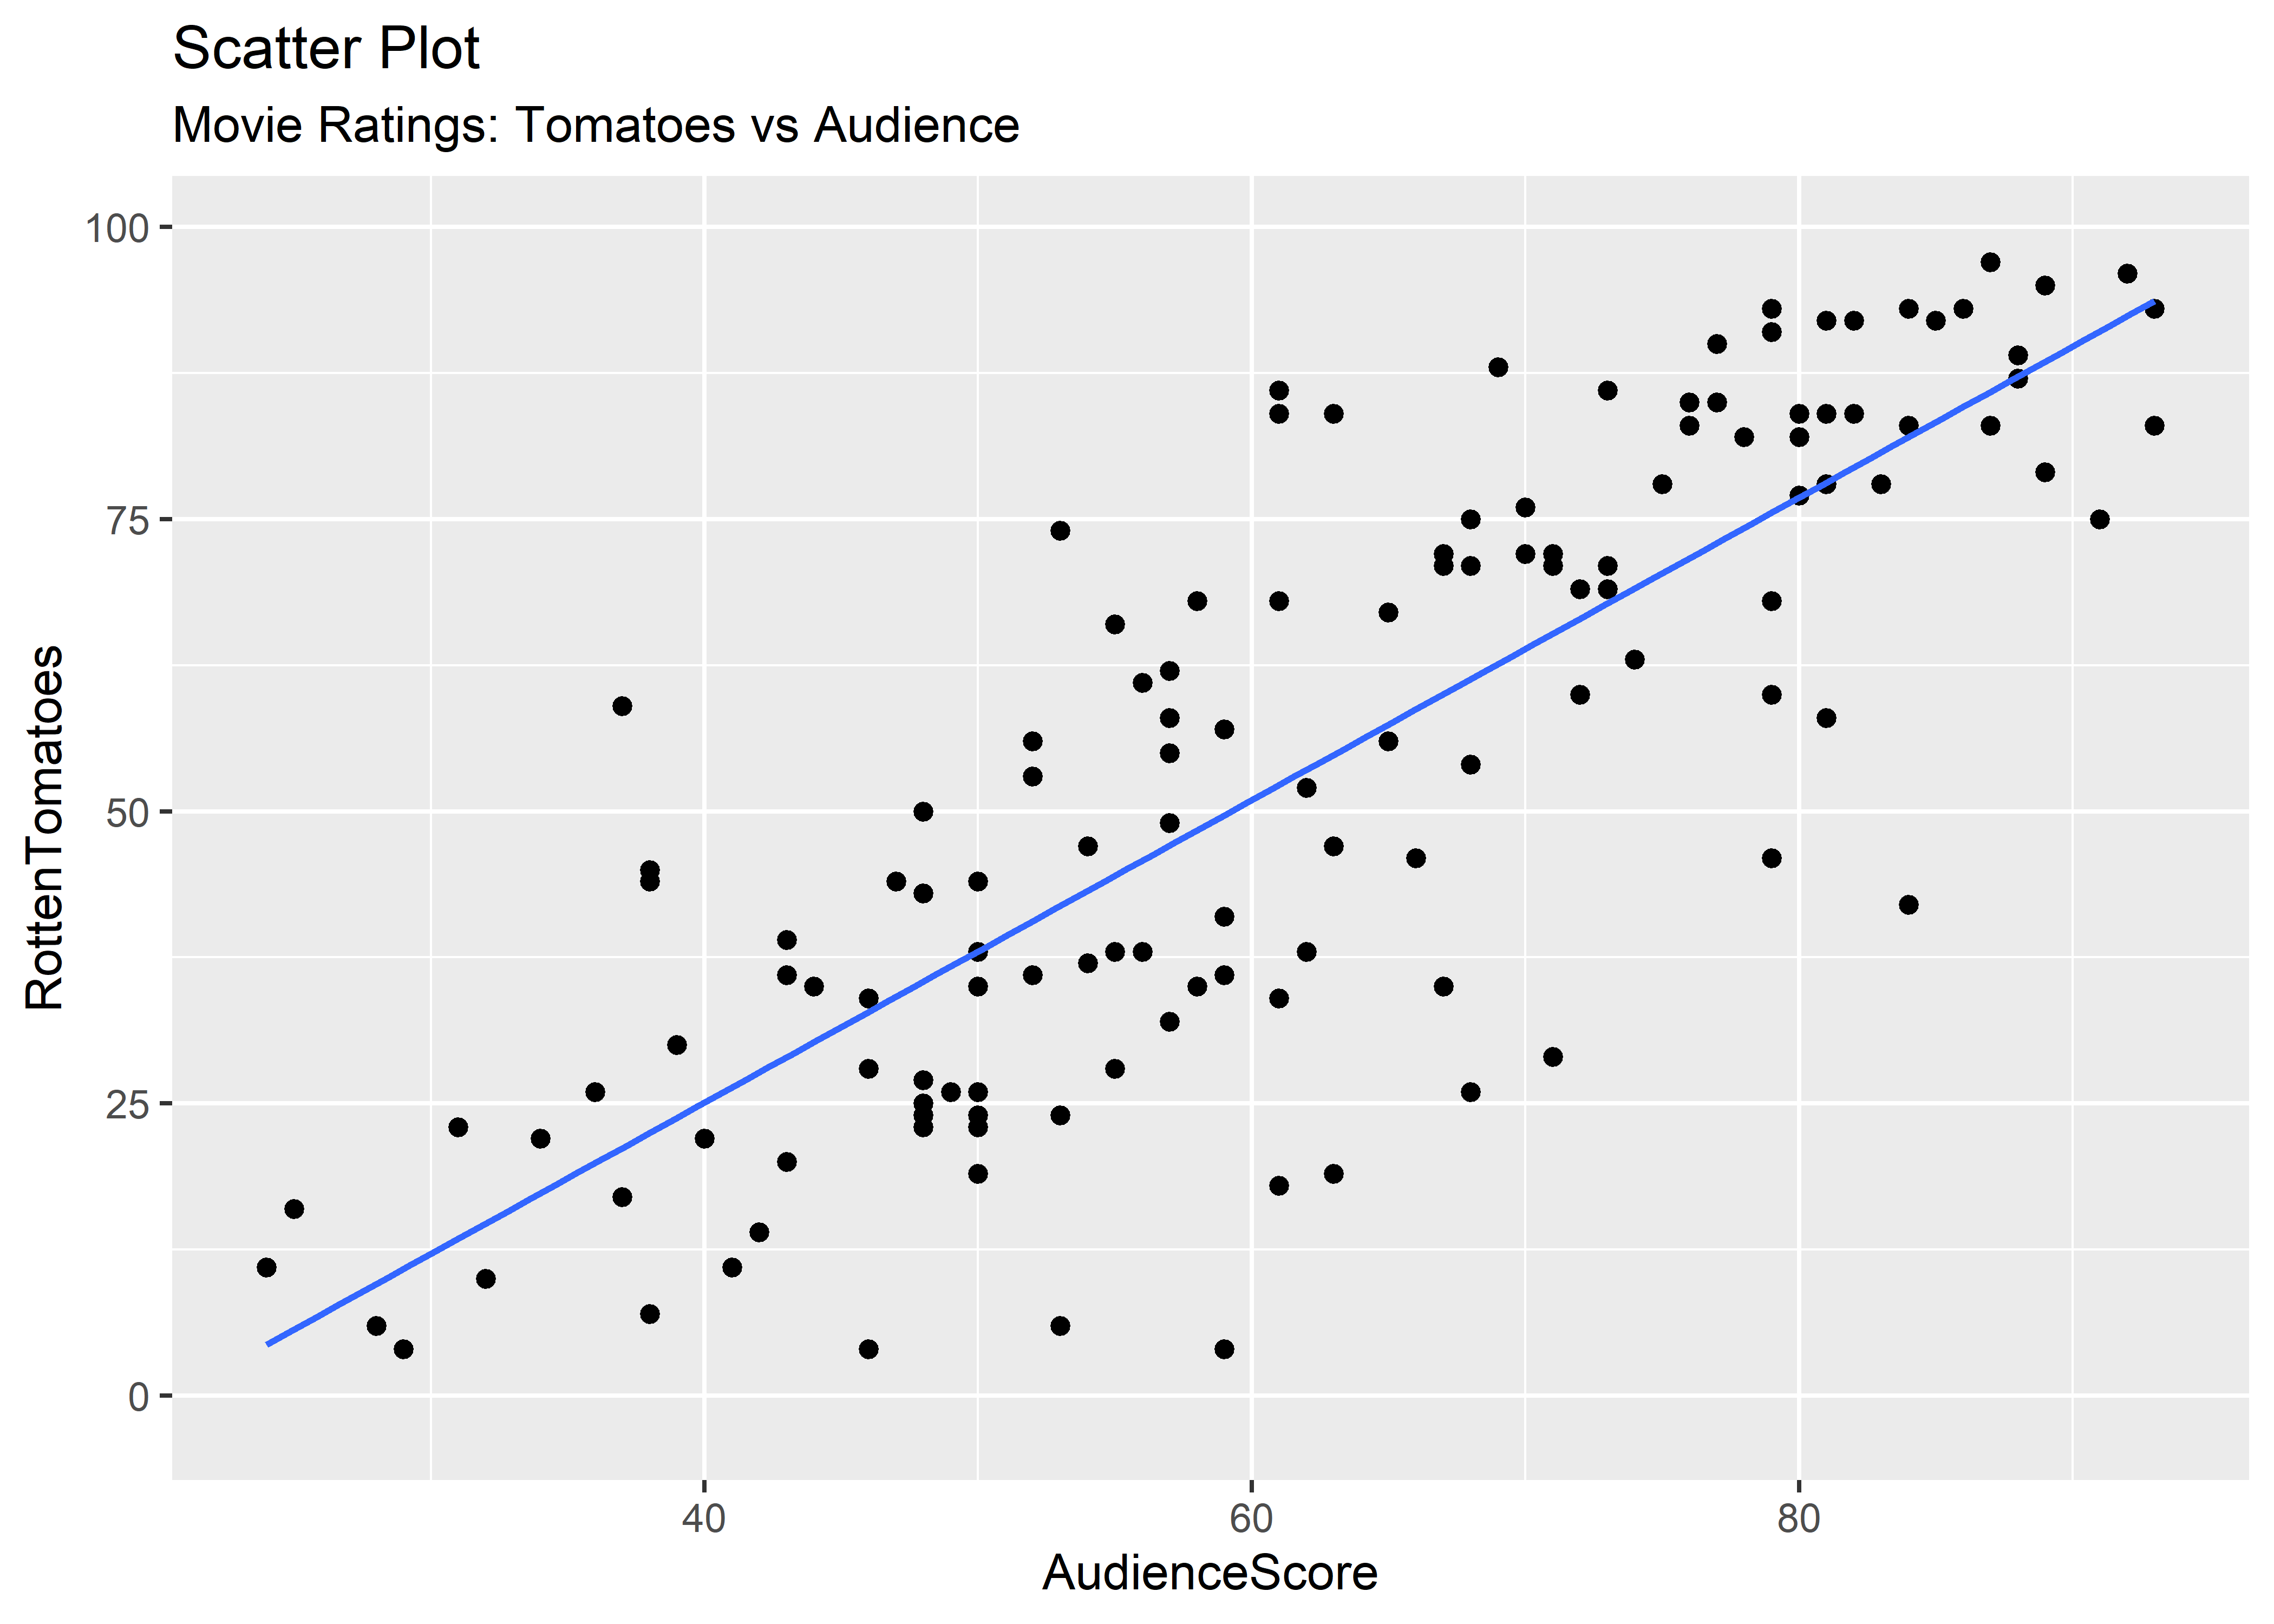 Scatter Plot
Movie Ratings: Tomatoes vs Audience
RottenTomatoes
100
75
50
25
0
40 60 80
AudienceScore